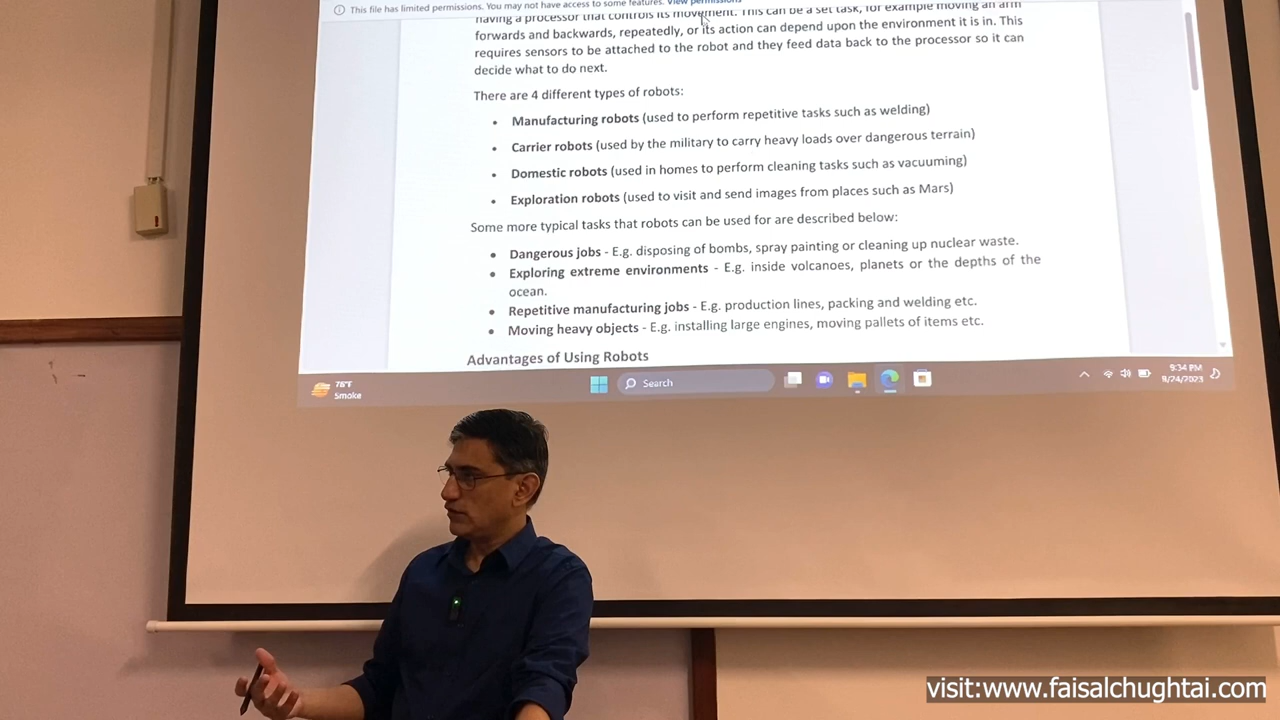 This file has limited permissions. You may not have access to some features. View permissions
having a processor that controls its movement. This can be a set task, for example moving an arm
forwards and backwards, repeatedly, or its action can depend upon the environment it is in. This
requires sensors to be attached to the robot and they feed data back to the processor so it can
decide what to do next.
There are 4 different types of robots:
• Manufacturing robots (used to perform repetitive tasks such as welding)
• Carrier robots (used by the military to carry heavy loads over dangerous terrain)
• Domestic robots (used in homes to perform cleaning tasks such as vacuuming)
• Exploration robots (used to visit and send images from places such as Mars)
Some more typical tasks that robots can be used for are described below:
• Dangerous jobs - E.g. disposing of bombs, spray painting or cleaning up nuclear waste.
• Exploring extreme environments - E.g. inside volcanoes, planets or the depths of the
ocean.
• Repetitive manufacturing jobs - E.g. production lines, packing and welding etc.
• Moving heavy objects - E.g. installing large engines, moving pallets of items etc.
Advantages of Using Robots
76°F
Smoke
Search
9:34 PM
8/24/2023
visit:www.faisalchughtai.com